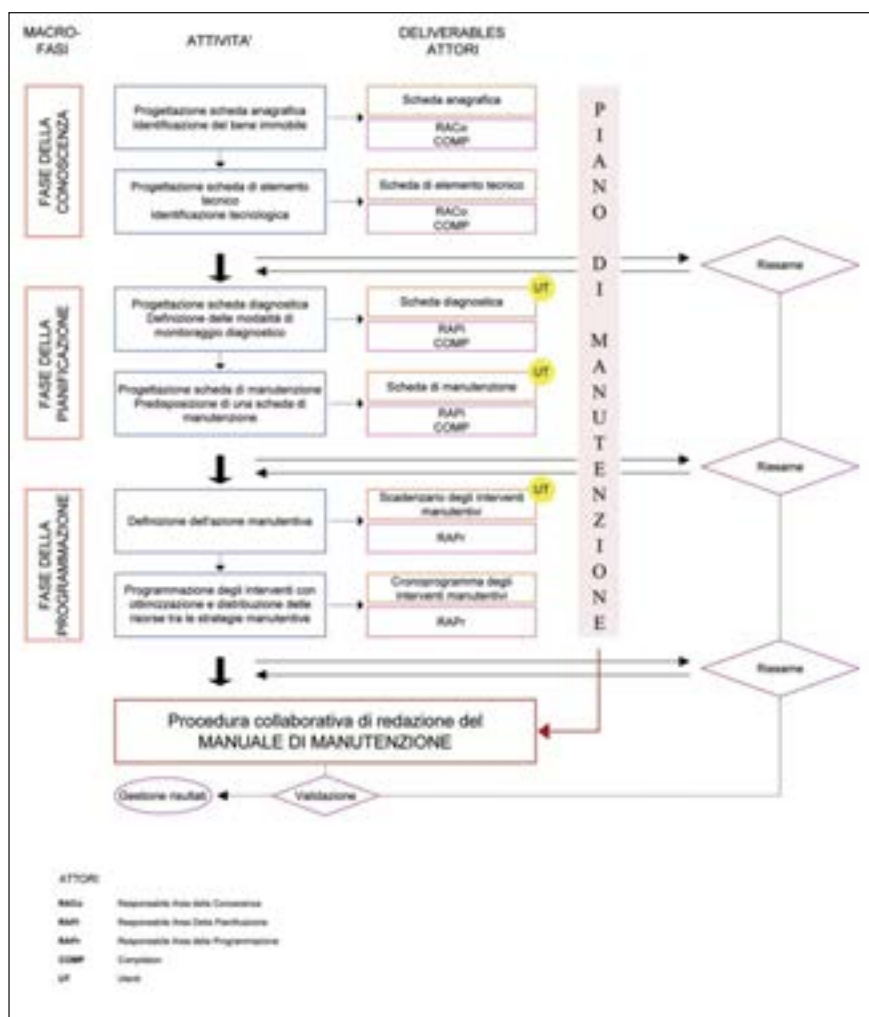 MACRO-
FASI
ATTIVITA'
DELIVERABLES
ATTORI
FASE DELLA
CONOSCENZA
Progettazione scheda anagrafica
Identificazione del bene immobile
Scheda anagrafica
RACo
COMP
Progettazione scheda di elemento
tecnico
Identificazione tecnologica
Scheda di elemento tecnico
RACo
COMP
Riesame
FASE DELLA
PIANIFICAZIONE
Progettazione scheda diagnostica
Definizione delle modalità di
monitoraggio diagnostico
UT
Scheda diagnostica
RAPi
COMP
Progettazione scheda di manutenzione
Predisposizione di una scheda di
manutenzione
UT
Scheda di manutenzione
RAPi
COMP
Riesame
FASE DELLA
PROGRAMMAZIONE
Definizione dell'azione manutentiva
UT
Scadenzario degli interventi
manutentivi
RAPr
Programmazione degli interventi con
ottimizzazione e distribuzione delle
risorse tra le strategie manutentive
Cronoprogramma degli
interventi manutentivi
RAPr
Riesame
PIANO DI MANUTENZIONE
Procedura collaborativa di redazione del
MANUALE DI MANUTENZIONE
Gestione risultati
Validazione
ATTORI
RACo Responsabile Area della Conoscenza
RAPi Responsabile Area Della Pianificazione
RAPr Responsabile Area della Programmazione
COMP Compilatori
UT Utenti